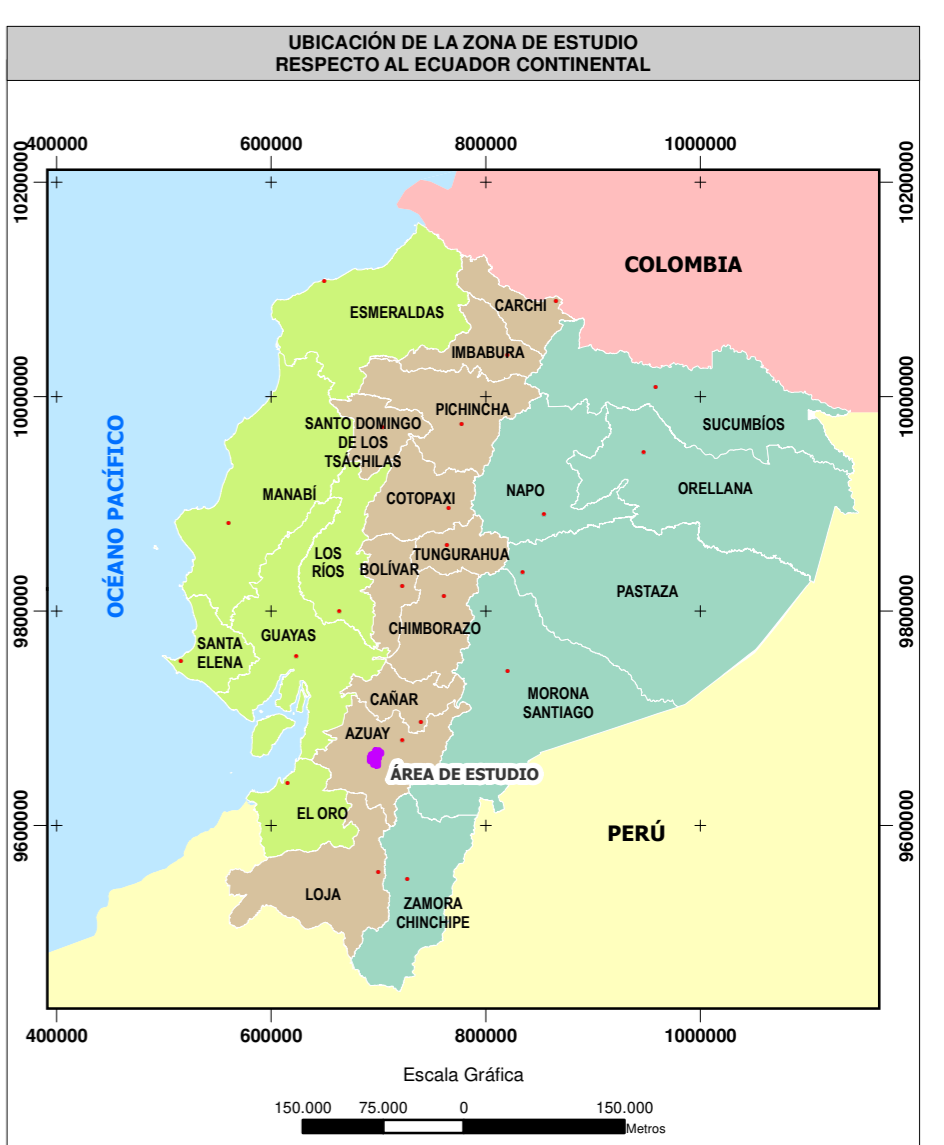 UBICACIÓN DE LA ZONA DE ESTUDIO
RESPECTO AL ECUADOR CONTINENTAL
400000 600000 800000 1000000
10200000 10200000
COLOMBIA
CARCHI
ESMERALDAS
IMBABURA
10000000 10000000
PICHINCHA
SANTO DOMINGO
DE LOS
TSÁCHILAS
SUCUMBÍOS
OCÉANO PACÍFICO
MANABÍ
COTOPAXI
NAPO
ORELLANA
LOS
RÍOS
TUNGURAHUA
BOLÍVAR
PASTAZA
9800000 9800000
CHIMBORAZO
GUAYAS
SANTA
ELENA
CAÑAR
MORONA
SANTIAGO
AZUAY
ÁREA DE ESTUDIO
EL ORO
9600000 9600000
PERÚ
LOJA
ZAMORA
CHINCHIPE
400000 600000 800000 1000000
Escala Gráfica
150.000 75.000 0 150.000
Metros